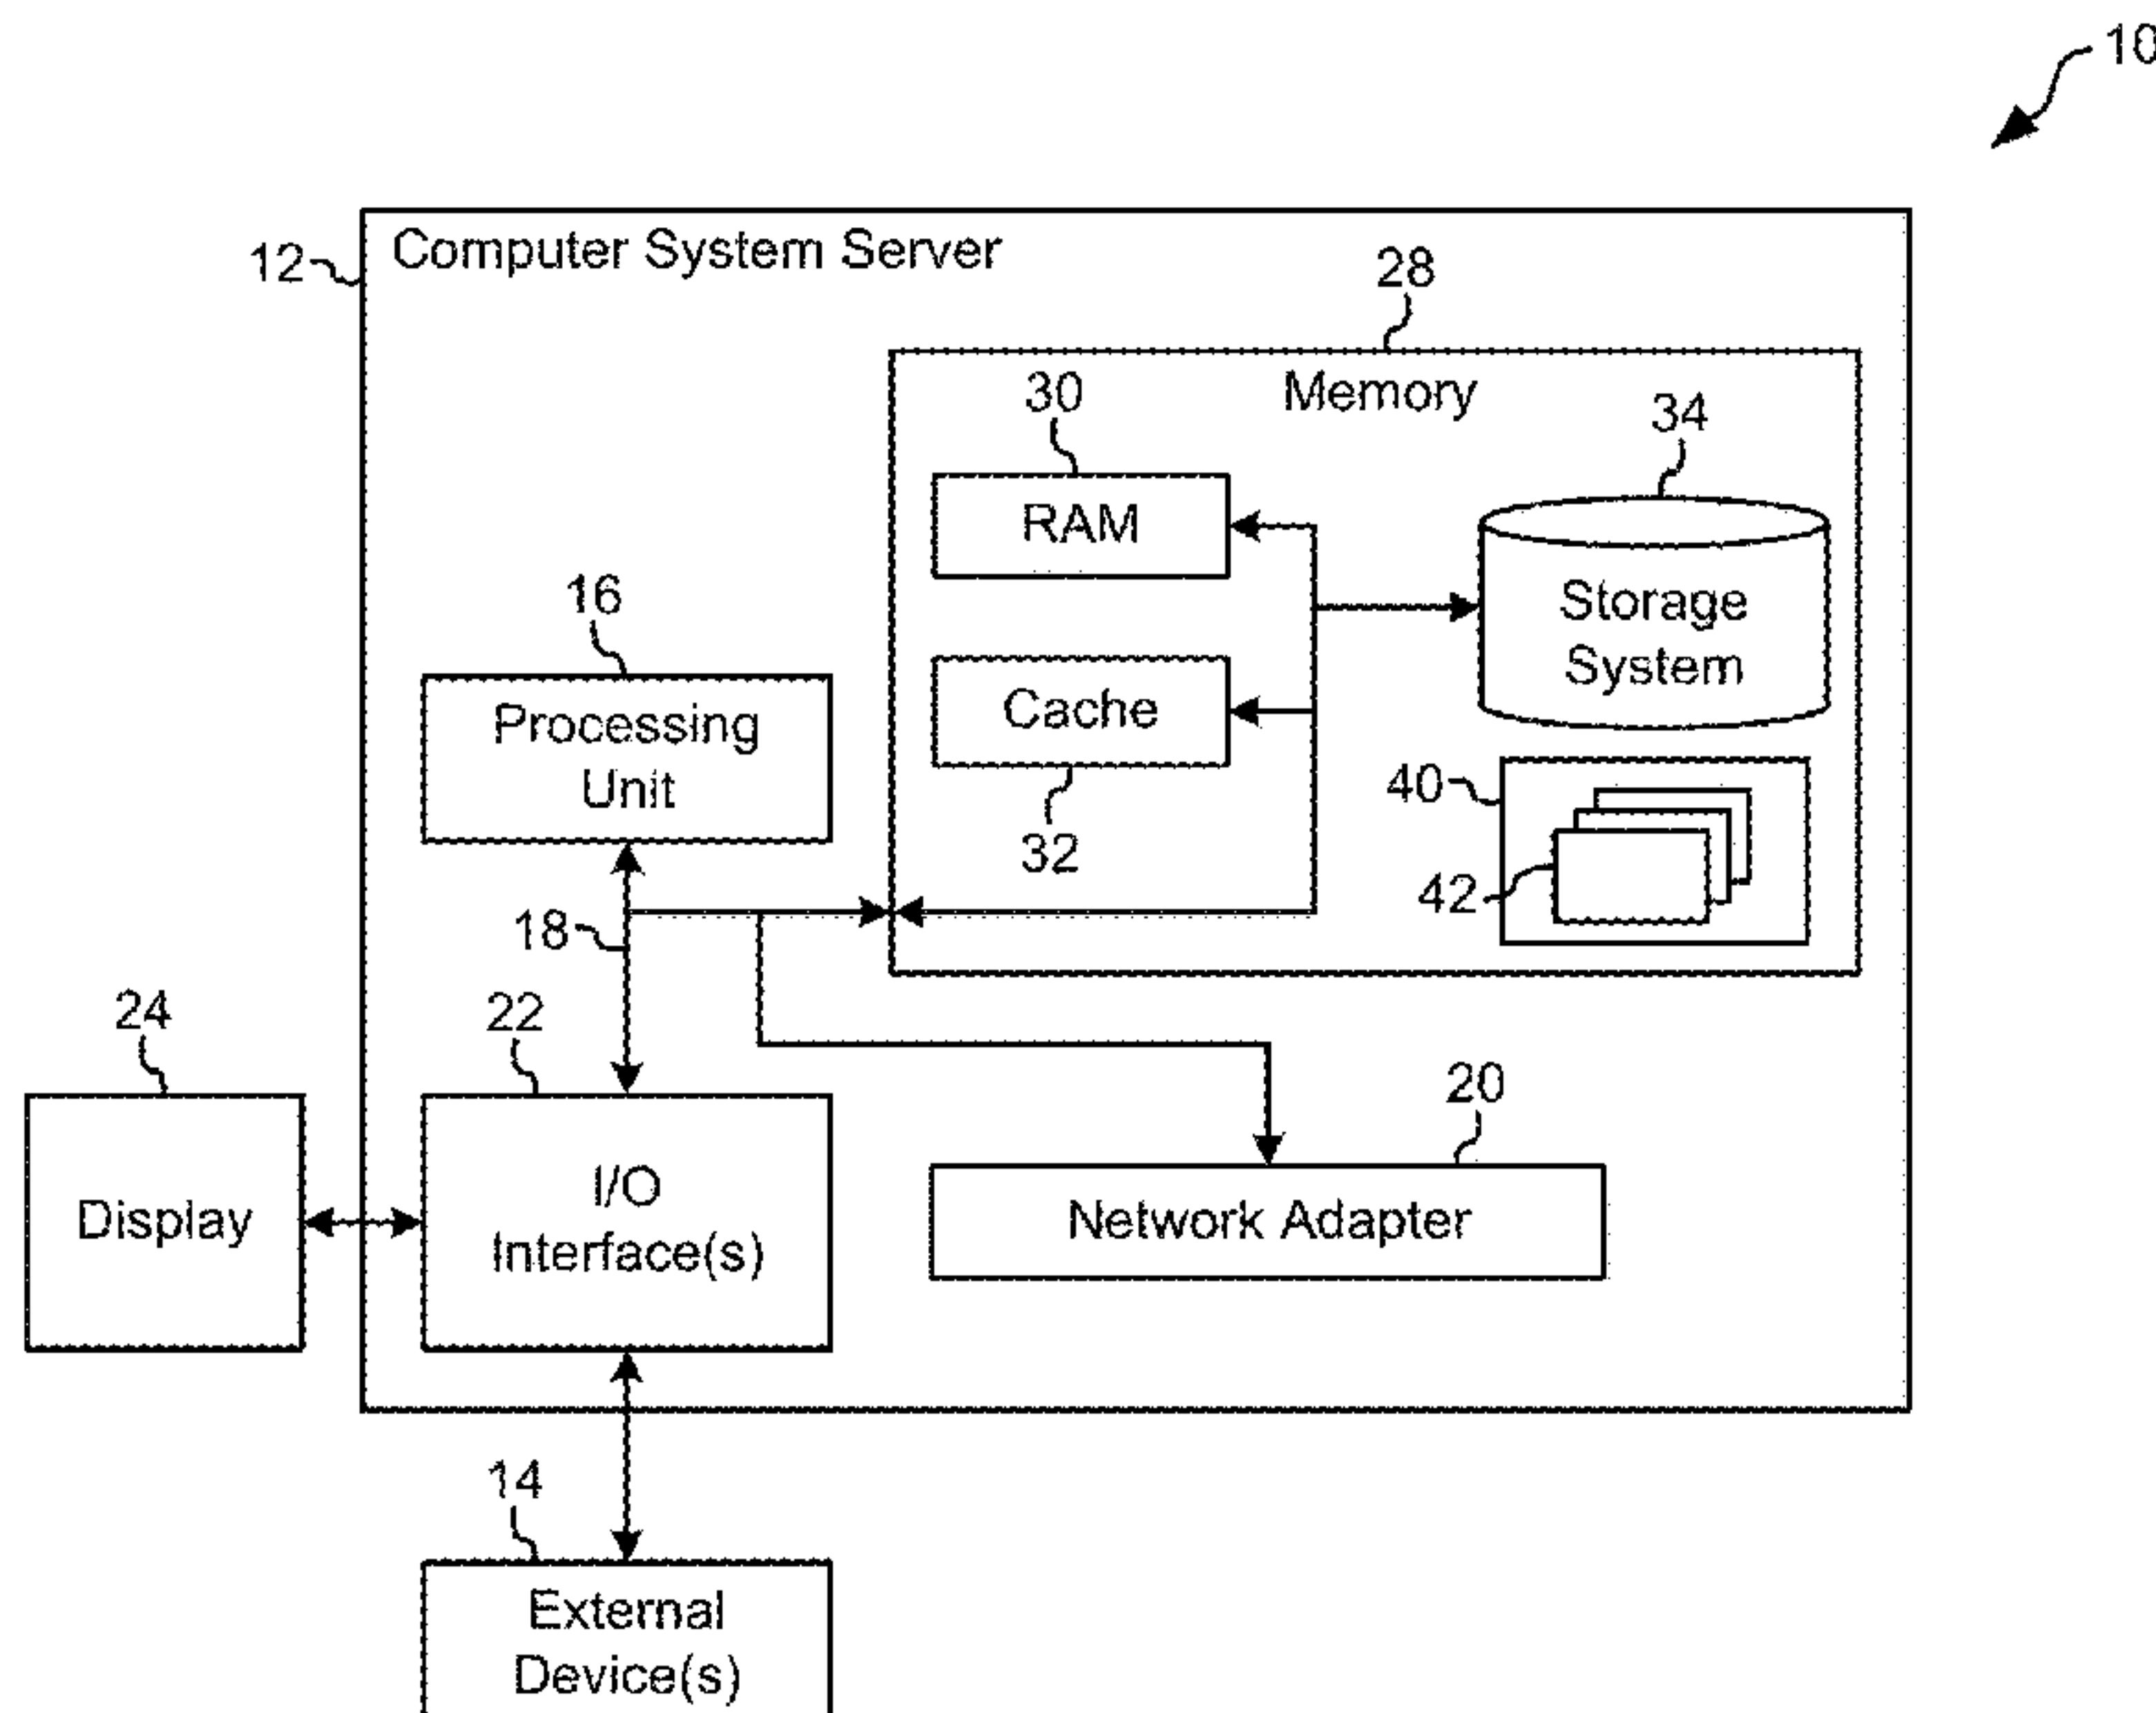 10
12
Computer System Server
28
Memory
30
34
RAM
Storage
System
16
Cache
Processing
Unit
32
40
42
18
24
22
20
Display
I/O
Interface(s)
Network Adapter
14
External
Device(s)